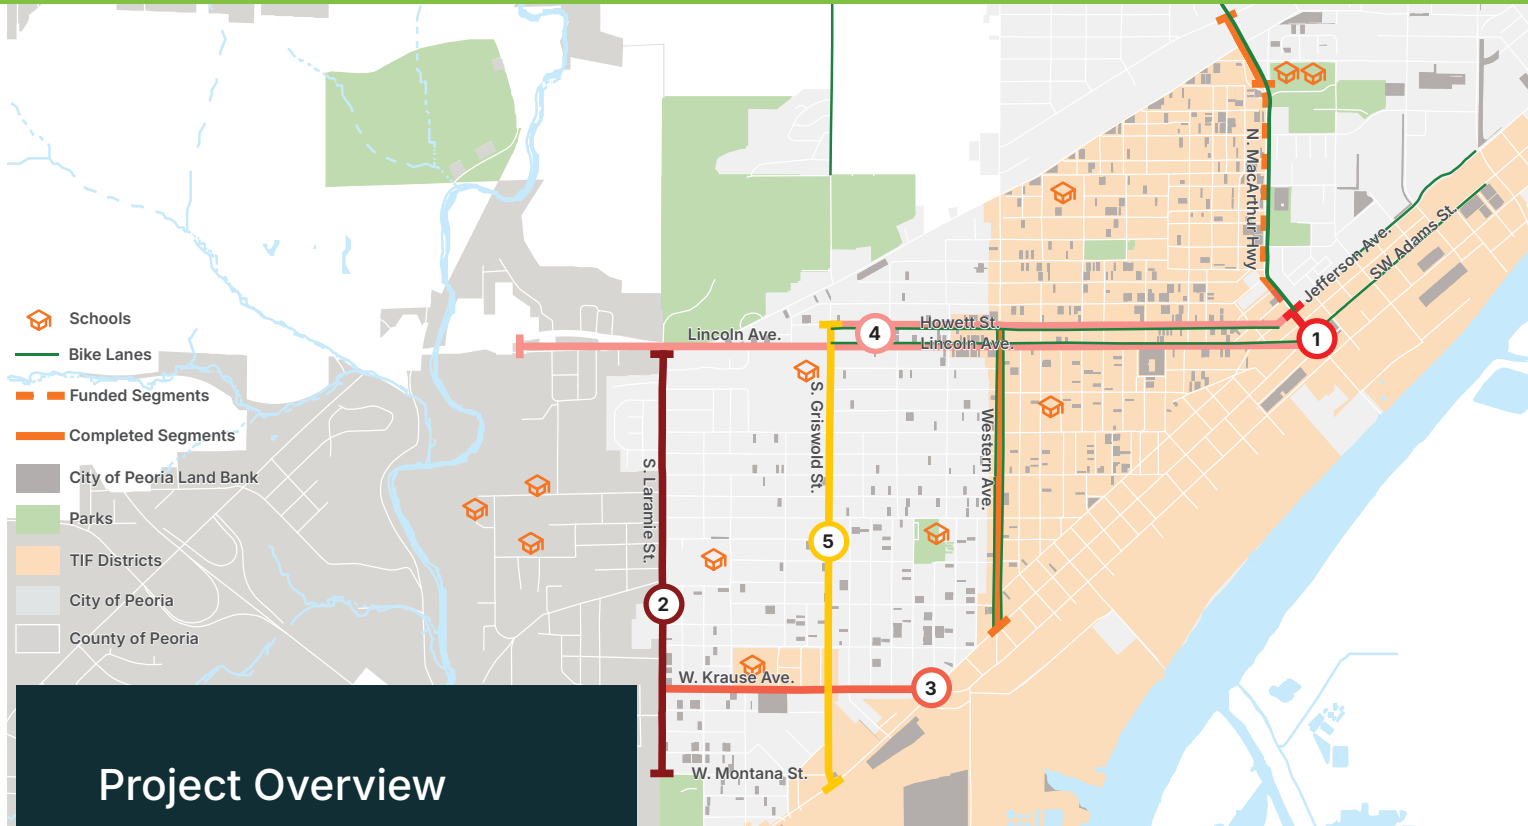 N. MacArthur Hwy
Jefferson Ave.
SW Adams St.
Schools
Bike Lanes
Funded Segments
Completed Segments
City of Peoria Land Bank
Parks
TIF Districts
City of Peoria
County of Peoria
Lincoln Ave.
4
Howett St.
Lincoln Ave.
1
S. Griswold St.
Western Ave.
S. Laramie St.
5
2
W. Krause Ave.
3
W. Montana St.
Project Overview